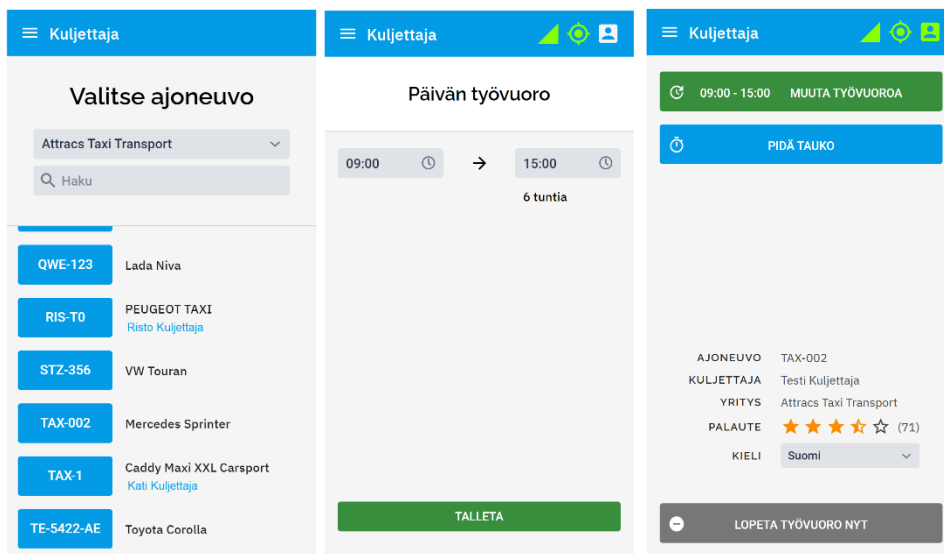 Kuljettaja
Valitse ajoneuvo
Attracs Taxi Transport
Haku
QWE-123 Lada Niva
RIS-T0 PEUGEOT TAXI
Risto Kuljettaja
STZ-356 VW Touran
TAX-002 Mercedes Sprinter
TAX-1 Caddy Maxi XXL Carsport
Kati Kuljettaja
TE-5422-AE Toyota Corolla
Kuljettaja
Päivän työvuoro
09:00 → 15:00
6 tuntia
TALLETA
Kuljettaja
09:00 - 15:00 MUUTA TYÖVUOROA
PIDÄ TAUKO
AJONEUVO TAX-002
KULJETTAJA Testi Kuljettaja
YRITYS Attracs Taxi Transport
PALAUTE (71)
KIELI Suomi
LOPETA TYÖVUORO NYT